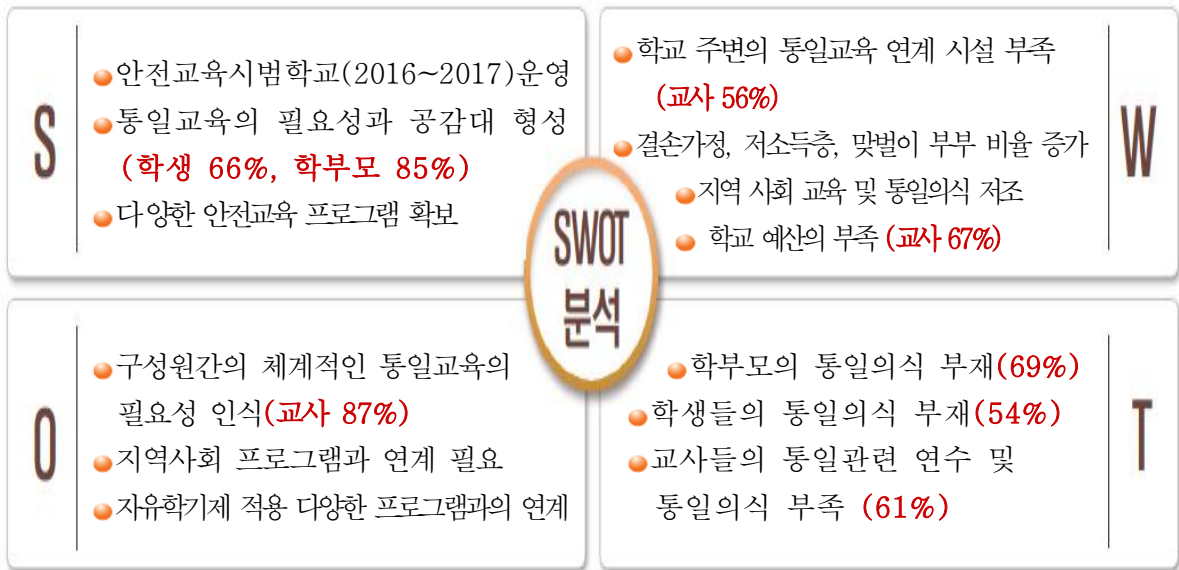 S
안전교육시범학교(2016~2017)운영
통일교육의 필요성과 공감대 형성
(학생 66%, 학부모 85%)
다양한 안전교육 프로그램 확보
학교 주변의 통일교육 연계 시설 부족
(교사 56%)
결손가정, 저소득층, 맞벌이 부부 비율 증가
지역 사회 교육 및 통일의식 저조
학교 예산의 부족 (교사 67%)
W
SWOT
분석
O
구성원간의 체계적인 통일교육의
필요성 인식(교사 87%)
지역사회 프로그램과 연계 필요
자유학기제 적용 다양한 프로그램과의 연계
학부모의 통일의식 부재(69%)
학생들의 통일의식 부재(54%)
교사들의 통일관련 연수 및
통일의식 부족 (61%)
T